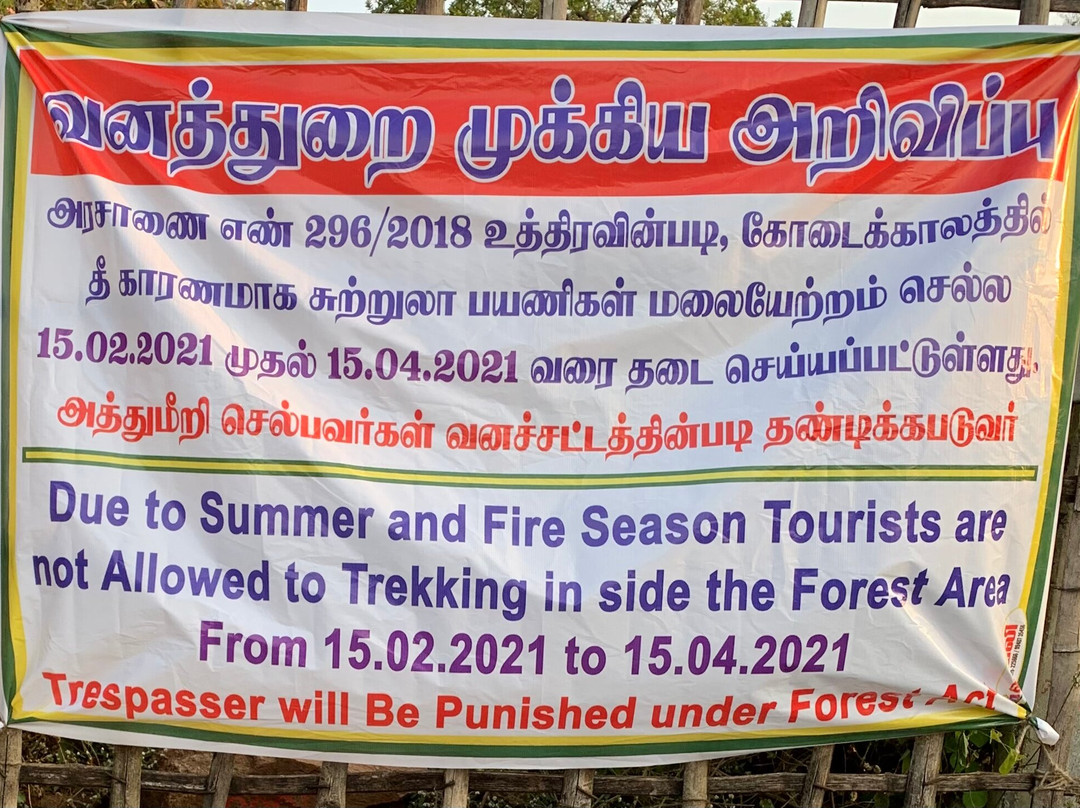 வனத்துறை முக்கிய அறிவிப்பு
அரசாணை எண் 296/2018 உத்திரவின்படி, கோடைக்காலத்தில்
தீ காரணமாக சுற்றுலா பயணிகள் மலையேற்றம் செல்ல
15.02.2021 முதல் 15.04.2021 வரை தடை செய்யப்பட்டுள்ளது.
அத்துமீறி செல்பவர்கள் வனச்சட்டத்தின்படி தண்டிக்கபடுவர்
Due to Summer and Fire Season Tourists are
not Allowed to Trekking in side the Forest Area
From 15.02.2021 to 15.04.2021
Trespasser will Be Punished under Forest Act